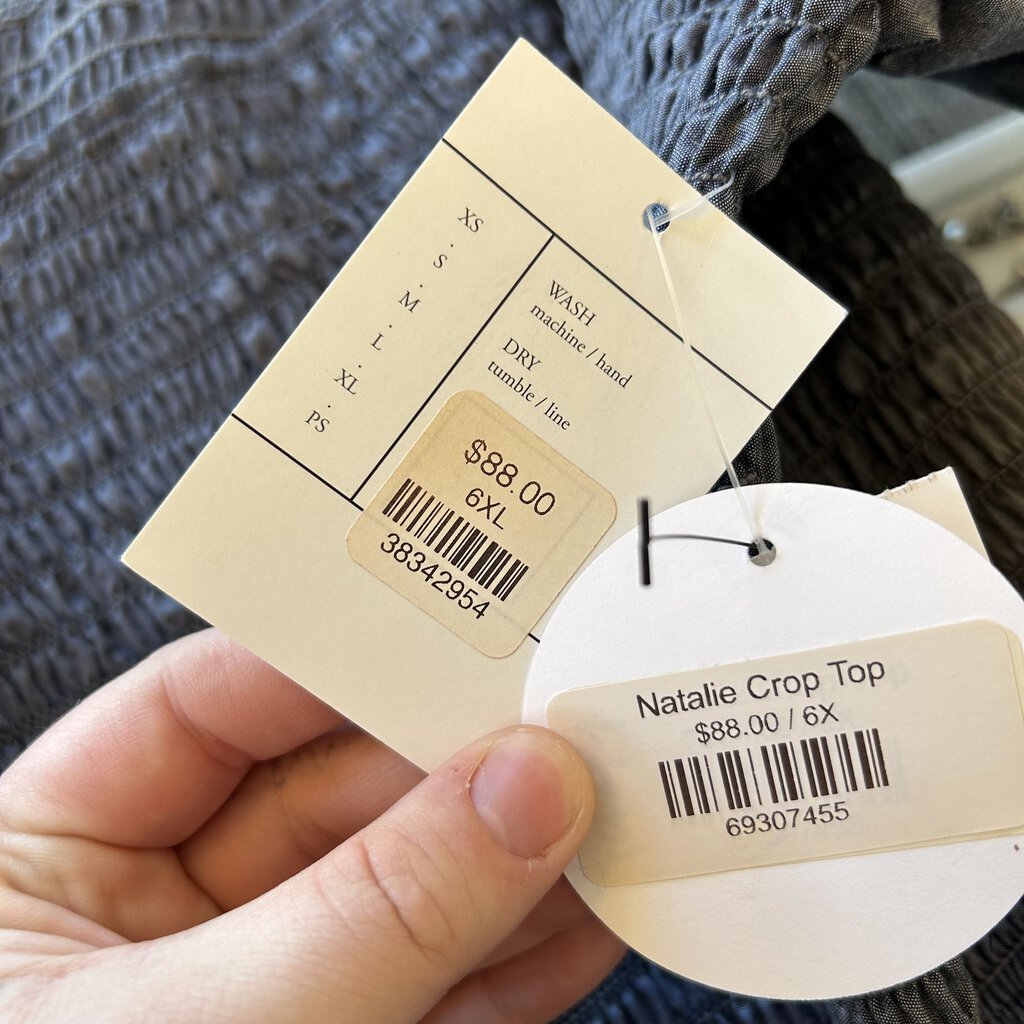 XS
·
S
·
M
·
L
·
XL
·
PS
WASH
machine / hand
DRY
tumble / line
$88.00
6XL
38342954
Natalie Crop Top
$88.00 / 6X
69307455